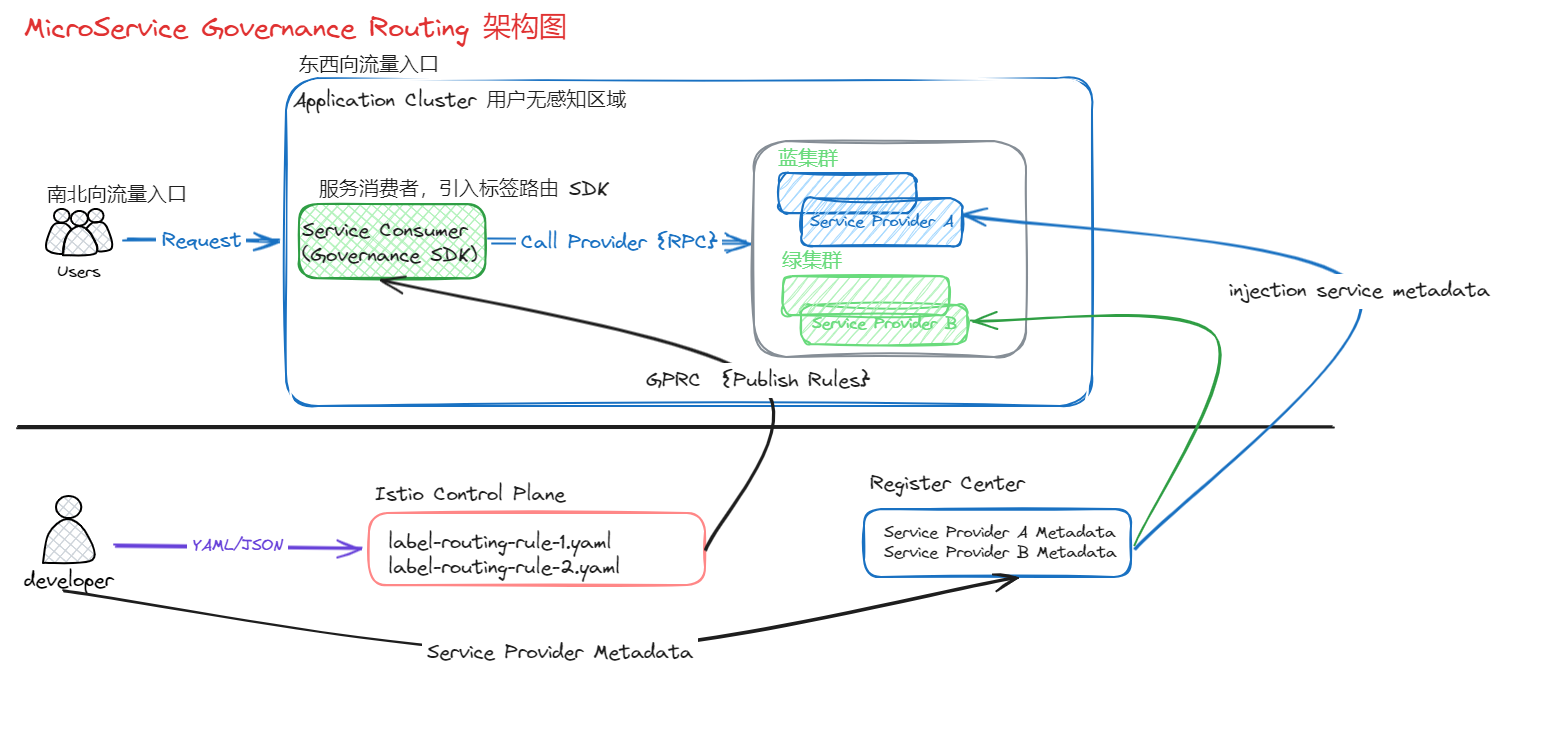 MicroService Governance Routing 架构图
东西向流量入口
Application Cluster 用户无感知区域
南北向流量入口
Users
Request
服务消费者，引入标签路由 SDK
Service Consumer
(Governance SDK)
Call Provider {RPC}
蓝集群
Service Provider A
绿集群
Service Provider B
injection service metadata
GPRC {Publish Rules}
developer
YAML/JSON
Istio Control Plane
label-routing-rule-1.yaml
label-routing-rule-2.yaml
Register Center
Service Provider A Metadata
Service Provider B Metadata
Service Provider Metadata